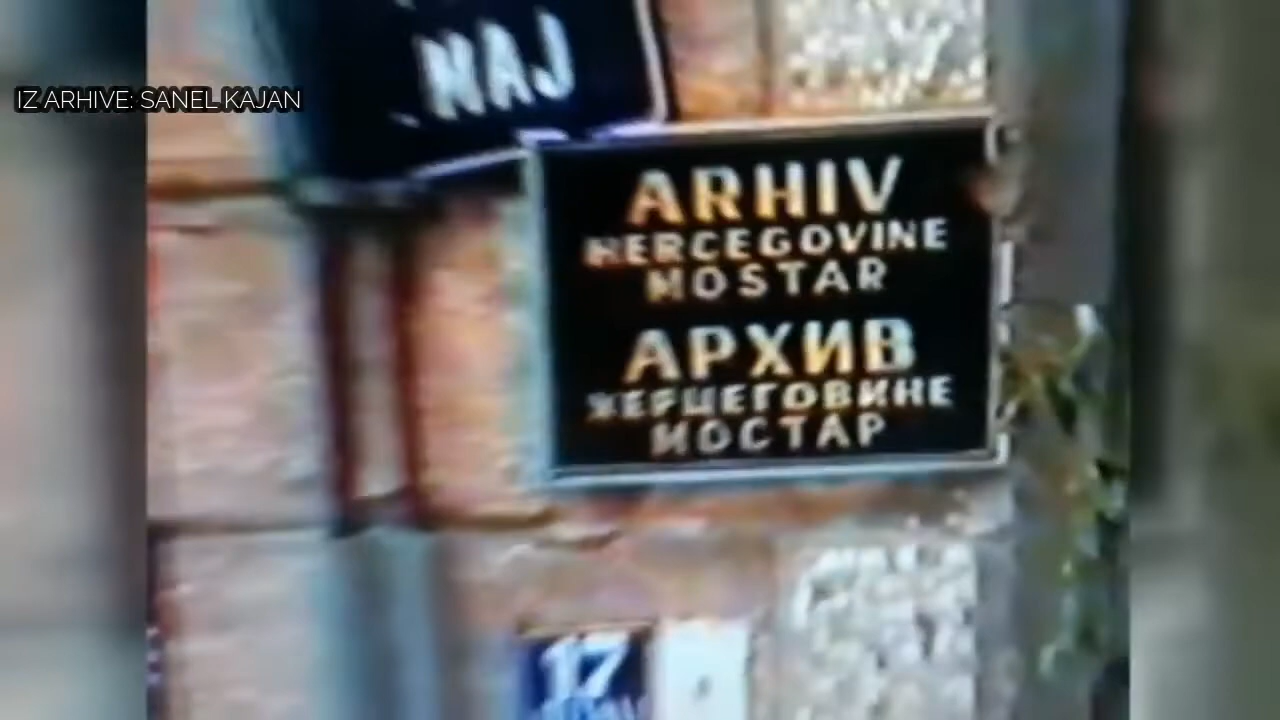 NAJ
IZ ARHIVE: SANEL KAJAN
ARHIV
HERCEGOVINE
MOSTAR
АРХИВ
ХЕРЦЕГОВИНЕ
МОСТАР
17